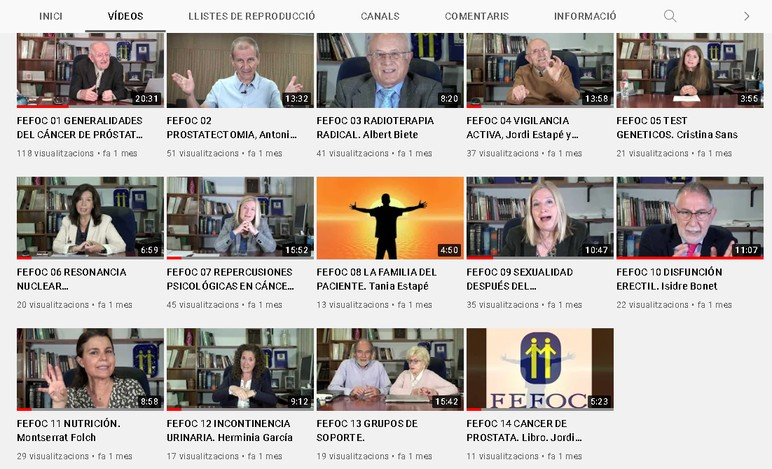 INICI VÍDEOS LLISTES DE REPRODUCCIÓ CANALS COMENTARIS INFORMACIÓ
20:31 13:32 8:20 13:58 3:55
FEFOC 01 GENERALIDADES
DEL CÁNCER DE PRÓSTAT...
118 visualitzacions • fa 1 mes
FEFOC 02
PROSTATECTOMIA, Antoni...
51 visualitzacions • fa 1 mes
FEFOC 03 RADIOTERAPIA
RADICAL. Albert Biete
41 visualitzacions • fa 1 mes
FEFOC 04 VIGILANCIA
ACTIVA, Jordi Estapé y...
37 visualitzacions • fa 1 mes
FEFOC 05 TEST
GENETICOS. Cristina Sans
21 visualitzacions • fa 1 mes
6:59 15:52 4:50 10:47 11:07
FEFOC 06 RESONANCIA
NUCLEAR...
20 visualitzacions • fa 1 mes
FEFOC 07 REPERCUSIONES
PSICOLÓGICAS EN CÁNCE...
45 visualitzacions • fa 1 mes
FEFOC 08 LA FAMILIA DEL
PACIENTE. Tania Estapé
13 visualitzacions • fa 1 mes
FEFOC 09 SEXUALIDAD
DESPUÉS DEL...
35 visualitzacions • fa 1 mes
FEFOC 10 DISFUNCIÓN
ERECTIL. Isidre Bonet
22 visualitzacions • fa 1 mes
8:58 9:12 15:42 FEFOC 5:23
FEFOC 11 NUTRICIÓN.
Montserrat Folch
29 visualitzacions • fa 1 mes
FEFOC 12 INCONTINENCIA
URINARIA. Herminia García
17 visualitzacions • fa 1 mes
FEFOC 13 GRUPOS DE
SOPORTE.
19 visualitzacions • fa 1 mes
FEFOC 14 CANCER DE
PROSTATA. Libro. Jordi...
11 visualitzacions • fa 1 mes